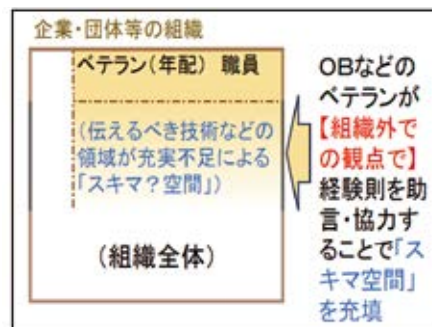 企業・団体等の組織
ベテラン(年配) 職員
(伝えるべき技術などの
領域が充実不足による
「スキマ?空間」)
(組織全体)
OBなどの
ベテランが
【組織外で
の観点で】
経験則を助
言・協力す
ることで「ス
キマ空間」
を充填